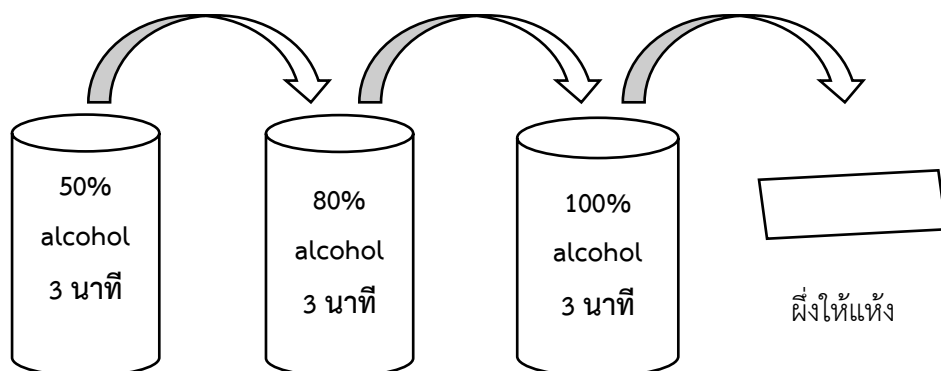 50%
alcohol
3 นาที
80%
alcohol
3 นาที
100%
alcohol
3 นาที
ผึ่งให้แห้ง